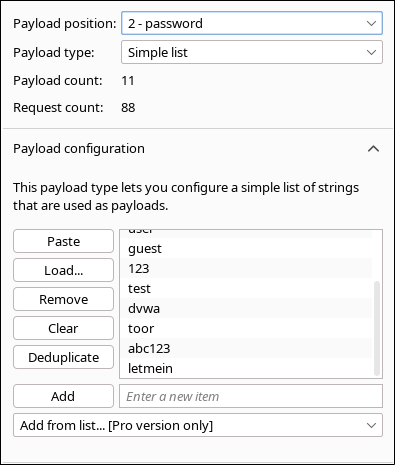 Payload position: 2 - password
Payload type: Simple list
Payload count: 11
Request count: 88
Payload configuration
This payload type lets you configure a simple list of strings
that are used as payloads.
Paste
Load...
Remove
Clear
Deduplicate
user
guest
123
test
dvwa
toor
abc123
letmein
Add
Enter a new item
Add from list... [Pro version only]